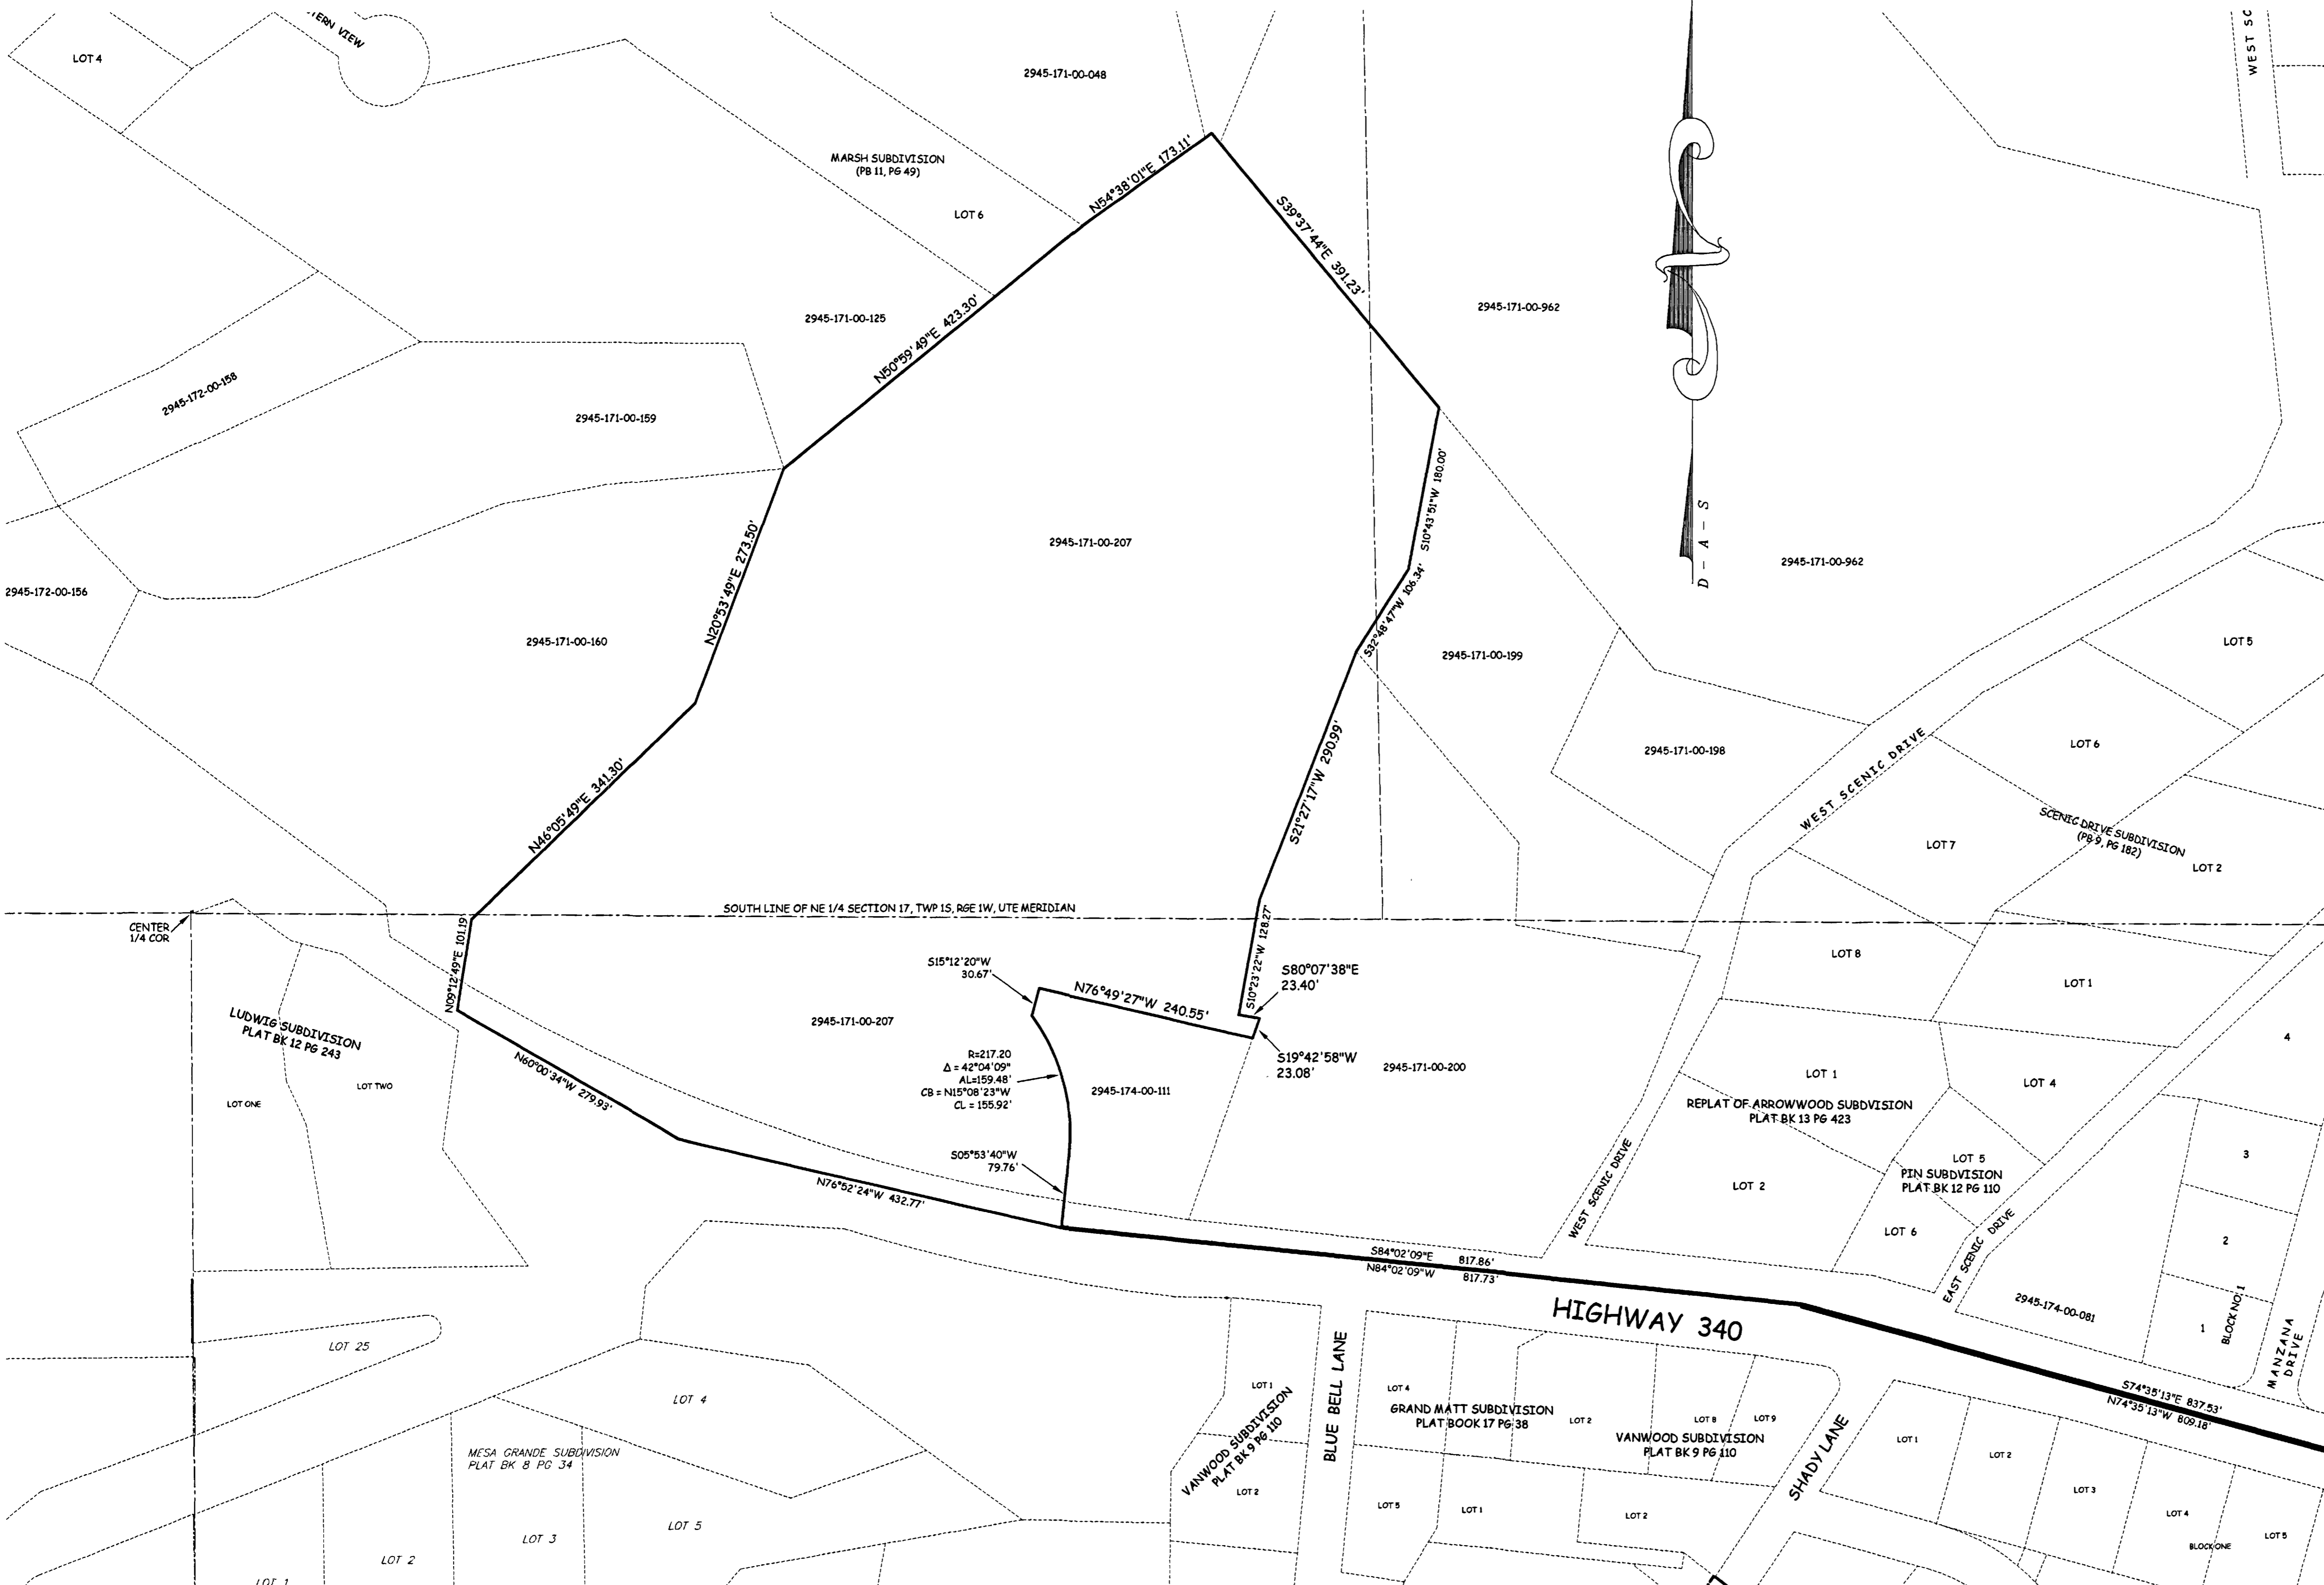 TERN VIEW
WEST SC
LOT 4
2945-171-00-048
MARSH SUBDIVISION
(PB 11, PG 49)
LOT 6
N54°38'01"E 173.11'
S39°37'44"E 391.23'
2945-171-00-962
2945-171-00-125
N50°59'49"E 423.30'
2945-172-00-158
2945-171-00-159
S10°43'51"W 180.00'
D - A - S
2945-171-00-207
2945-171-00-962
2945-172-00-156
N20°53'49"E 273.50'
2945-171-00-160
S32°48'47"W 106.34'
2945-171-00-199
LOT 5
2945-171-00-198
LOT 6
WEST SCENIC DRIVE
N46°05'49"E 341.30'
S21°27'17"W 290.99'
SCENIC DRIVE SUBDIVISION
(PB 9, PG 182)
LOT 7
LOT 2
SOUTH LINE OF NE 1/4 SECTION 17, TWP 1S, RGE 1W, UTE MERIDIAN
CENTER
1/4 COR
N09°12'49"E 101.19
S10°23'22"W 128.27'
S15°12'20"W
30.67'
S80°07'38"E
23.40'
LOT 8
LOT 1
N76°49'27"W 240.55'
LUDWIG SUBDIVISION
PLAT BK 12 PG 243
2945-171-00-207
4
S19°42'58"W
23.08'
R=217.20
Δ = 42°04'09"
AL=159.48'
CB = N15°08'23"W
CL = 155.92'
2945-171-00-200
N60°00'34"W 279.93'
LOT TWO
2945-174-00-111
LOT 1
LOT 4
LOT ONE
REPLAT OF ARROWWOOD SUBDVISION
PLAT BK 13 PG 423
S05°53'40"W
79.76'
3
LOT 5
PIN SUBDVISION
PLAT BK 12 PG 110
N76°52'24"W 432.77'
WEST SCENIC DRIVE
LOT 2
LOT 6
2
EAST SCENIC DRIVE
S84°02'09"E 817.86'
N84°02'09"W 817.73'
HIGHWAY 340
2945-174-00-081
1
BLOCK NO. 1
MANZANA
DRIVE
LOT 25
BLUE BELL LANE
LOT 1
LOT 4
S74°35'13"E 837.53'
N74°35'13"W 809.18'
LOT 4
GRAND MATT SUBDIVISION
PLAT BOOK 17 PG 38
LOT 2
LOT 8
LOT 9
VANWOOD SUBDIVISION
PLAT BK 9 PG 110
VANWOOD SUBDIVISION
PLAT BK 9 PG 110
SHADY LANE
LOT 1
LOT 2
MESA GRANDE SUBDIVISION
PLAT BK 8 PG 34
LOT 2
LOT 3
LOT 5
LOT 1
LOT 2
LOT 4
LOT 5
LOT 3
LOT 5
BLOCK ONE
LOT 2
LOT 1